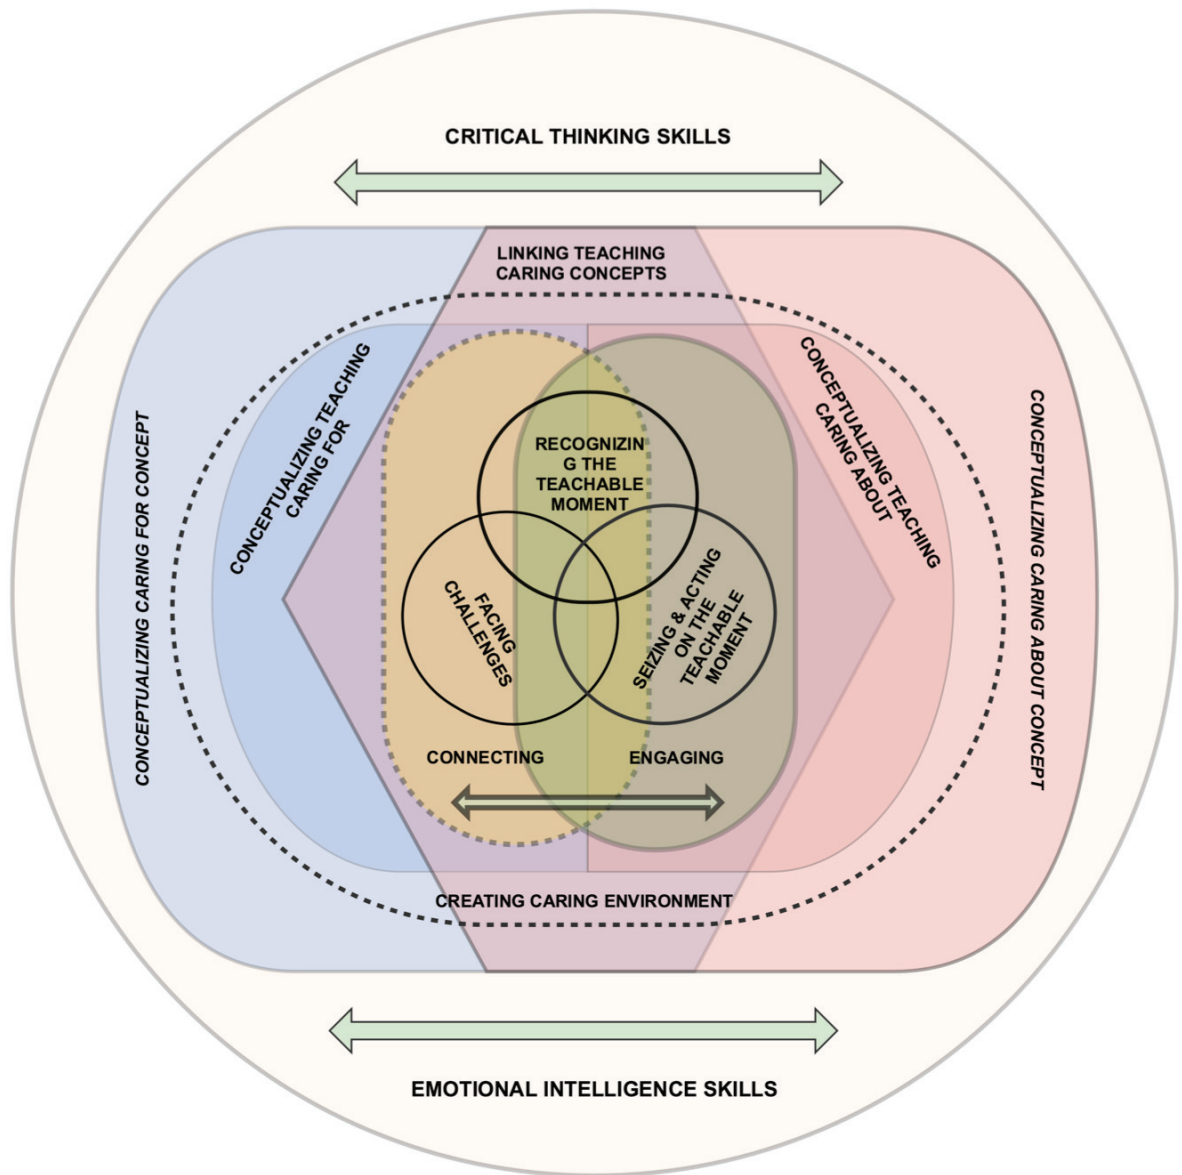 CRITICAL THINKING SKILLS
LINKING TEACHING
CARING CONCEPTS
CONCEPTUALIZING CARING FOR CONCEPT
CONCEPTUALIZING TEACHING
CARING FOR
RECOGNIZIN
G THE
TEACHABLE
MOMENT
CONCEPTUALIZING TEACHING
CARING ABOUT
CONCEPTUALIZING CARING ABOUT CONCEPT
FACING
CHALLENGES
SEIZING & ACTING
ON THE
TEACHABLE
MOMENT
CONNECTING
ENGAGING
CREATING CARING ENVIRONMENT
EMOTIONAL INTELLIGENCE SKILLS